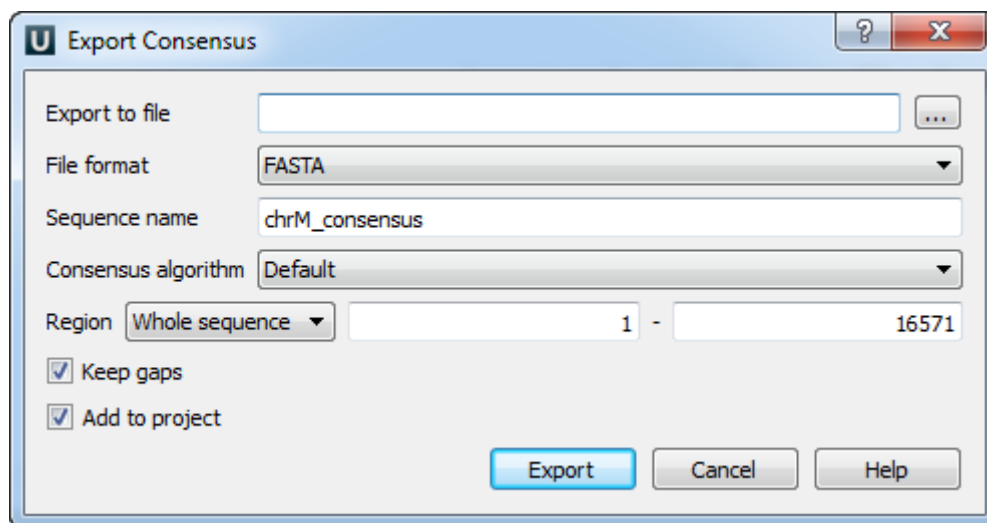 U Export Consensus ?
Export to file ...
File format FASTA
Sequence name chrM_consensus
Consensus algorithm Default
Region Whole sequence 1 - 16571
Keep gaps
Add to project
Export Cancel Help